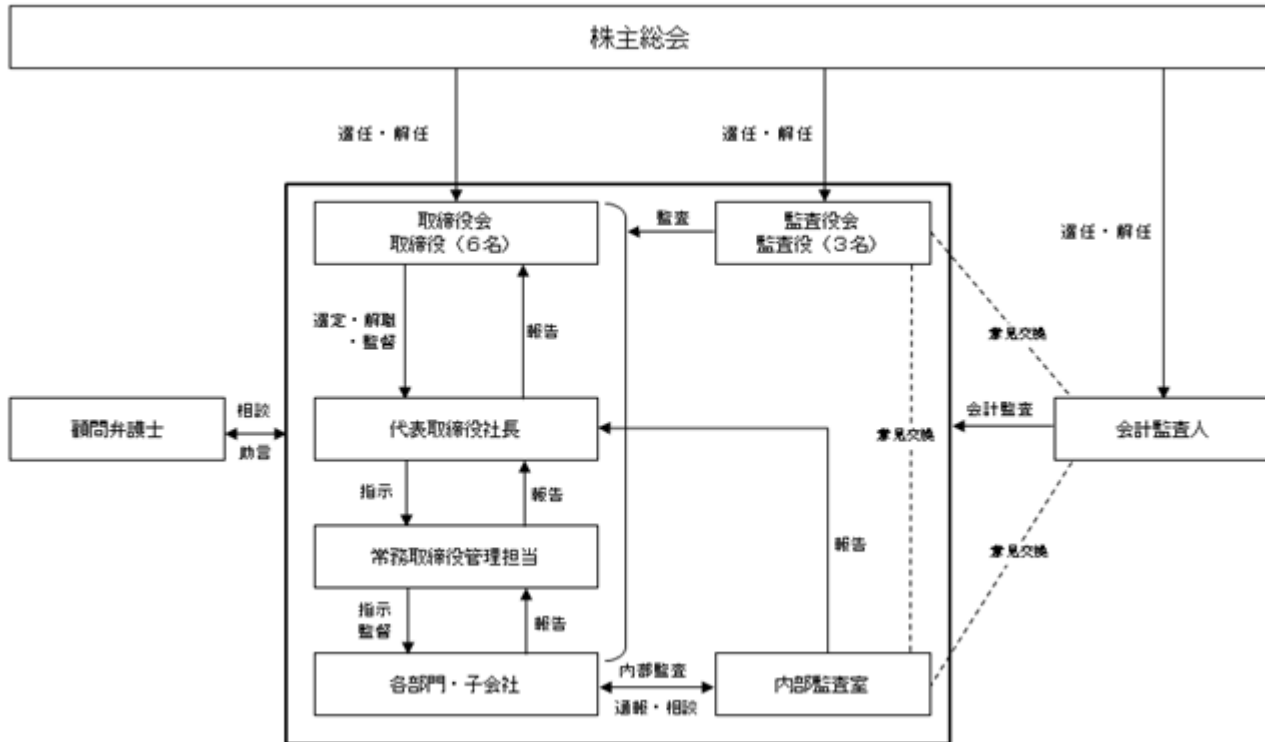 株主総会
選任・解任
選任・解任
選任・解任
取締役会
取締役（６名）
監査
監査役会
監査役（３名）
選定・解職
・監督
報告
意見交換
顧問弁護士
相談
助言
代表取締役社長
意見交換
会計監査
会計監査人
指示
報告
常務取締役管理担当
報告
意見交換
指示
監督
報告
各部門・子会社
内部監査
通報・相談
内部監査室